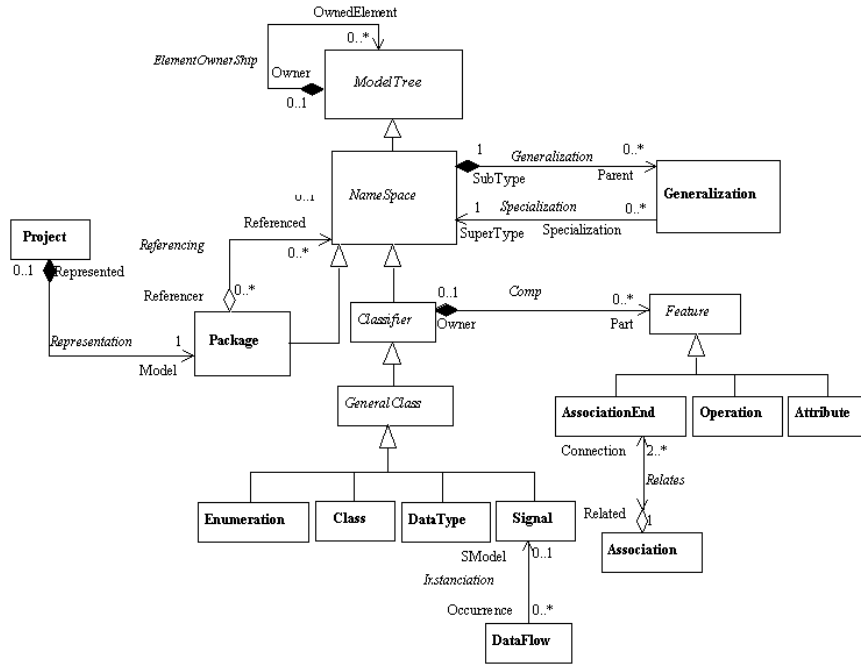 OwnedElement
0..*
ElementOwnerShip
Owner
0..1
ModelTree
1
Generalization
0..*
SubType
Parent
0..1
NameSpace
Generalization
1
Specialization
0..*
SuperType
Specialization
Project
Referencing
Referenced
0..*
0..1
Represented
Referencer
0..*
Representation
1
Model
Package
Classifier
0..1
Comp
0..*
Owner
Part
Feature
GeneralClass
AssociationEnd
Operation
Attribute
Connection
2..*
Relates
Related
1
Association
Enumeration
Class
DataType
Signal
SModel
0..1
Instanciation
Occurrence
0..*
DataFlow